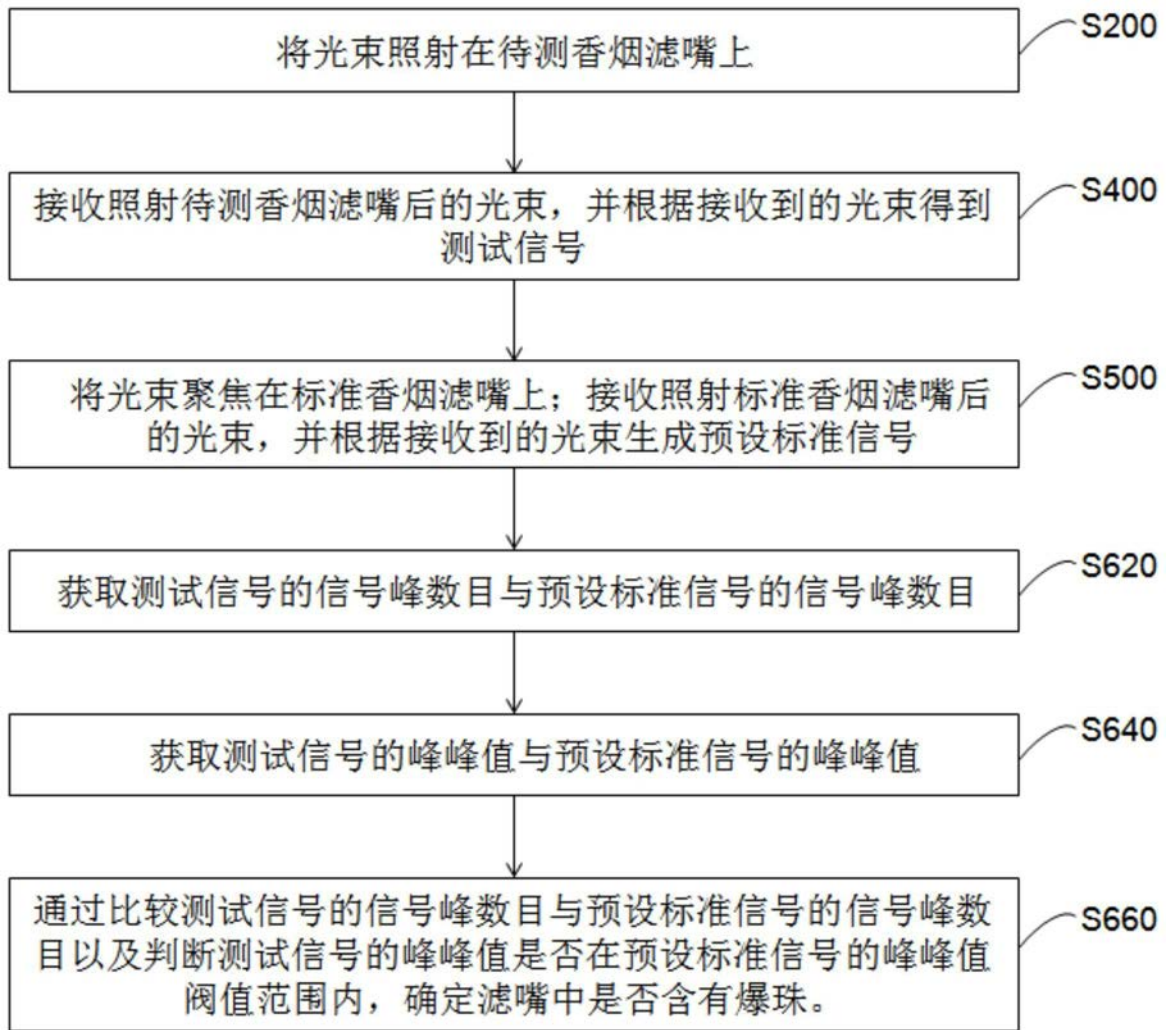 将光束照射在待测香烟滤嘴上
S200
接收照射待测香烟滤嘴后的光束，并根据接收到的光束得到
测试信号
S400
将光束聚焦在标准香烟滤嘴上；接收照射标准香烟滤嘴后
的光束，并根据接收到的光束生成预设标准信号
S500
获取测试信号的信号峰数目与预设标准信号的信号峰数目
S620
获取测试信号的峰峰值与预设标准信号的峰峰值
S640
通过比较测试信号的信号峰数目与预设标准信号的信号峰数
目以及判断测试信号的峰峰值是否在预设标准信号的峰峰值
阀值范围内，确定滤嘴中是否含有爆珠。
S660